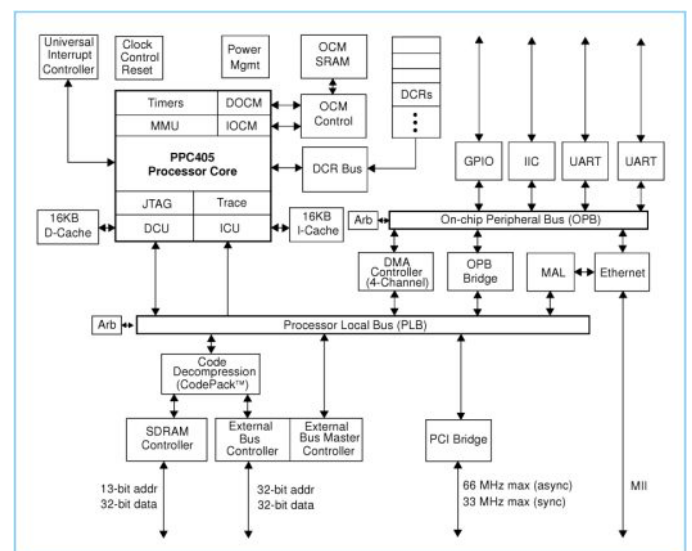 Universal
Interrupt
Controller
Clock
Control
Reset
Power
Mgmt
OCM
SRAM
DCRs
Timers
DOCM
MMU
IOCM
OCM
Control
PPC405
Processor Core
DCR Bus
GPIO
IIC
UART
UART
JTAG
Trace
DCU
ICU
16KB
D-Cache
16KB
I-Cache
Arb
On-chip Peripheral Bus (OPB)
DMA
Controller
(4-Channel)
OPB
Bridge
MAL
Ethernet
Arb
Processor Local Bus (PLB)
Code
Decompression
(CodePack™)
SDRAM
Controller
External
Bus
Controller
External
Bus Master
Controller
PCI Bridge
13-bit addr
32-bit data
32-bit addr
32-bit data
66 MHz max (async)
33 MHz max (sync)
MII